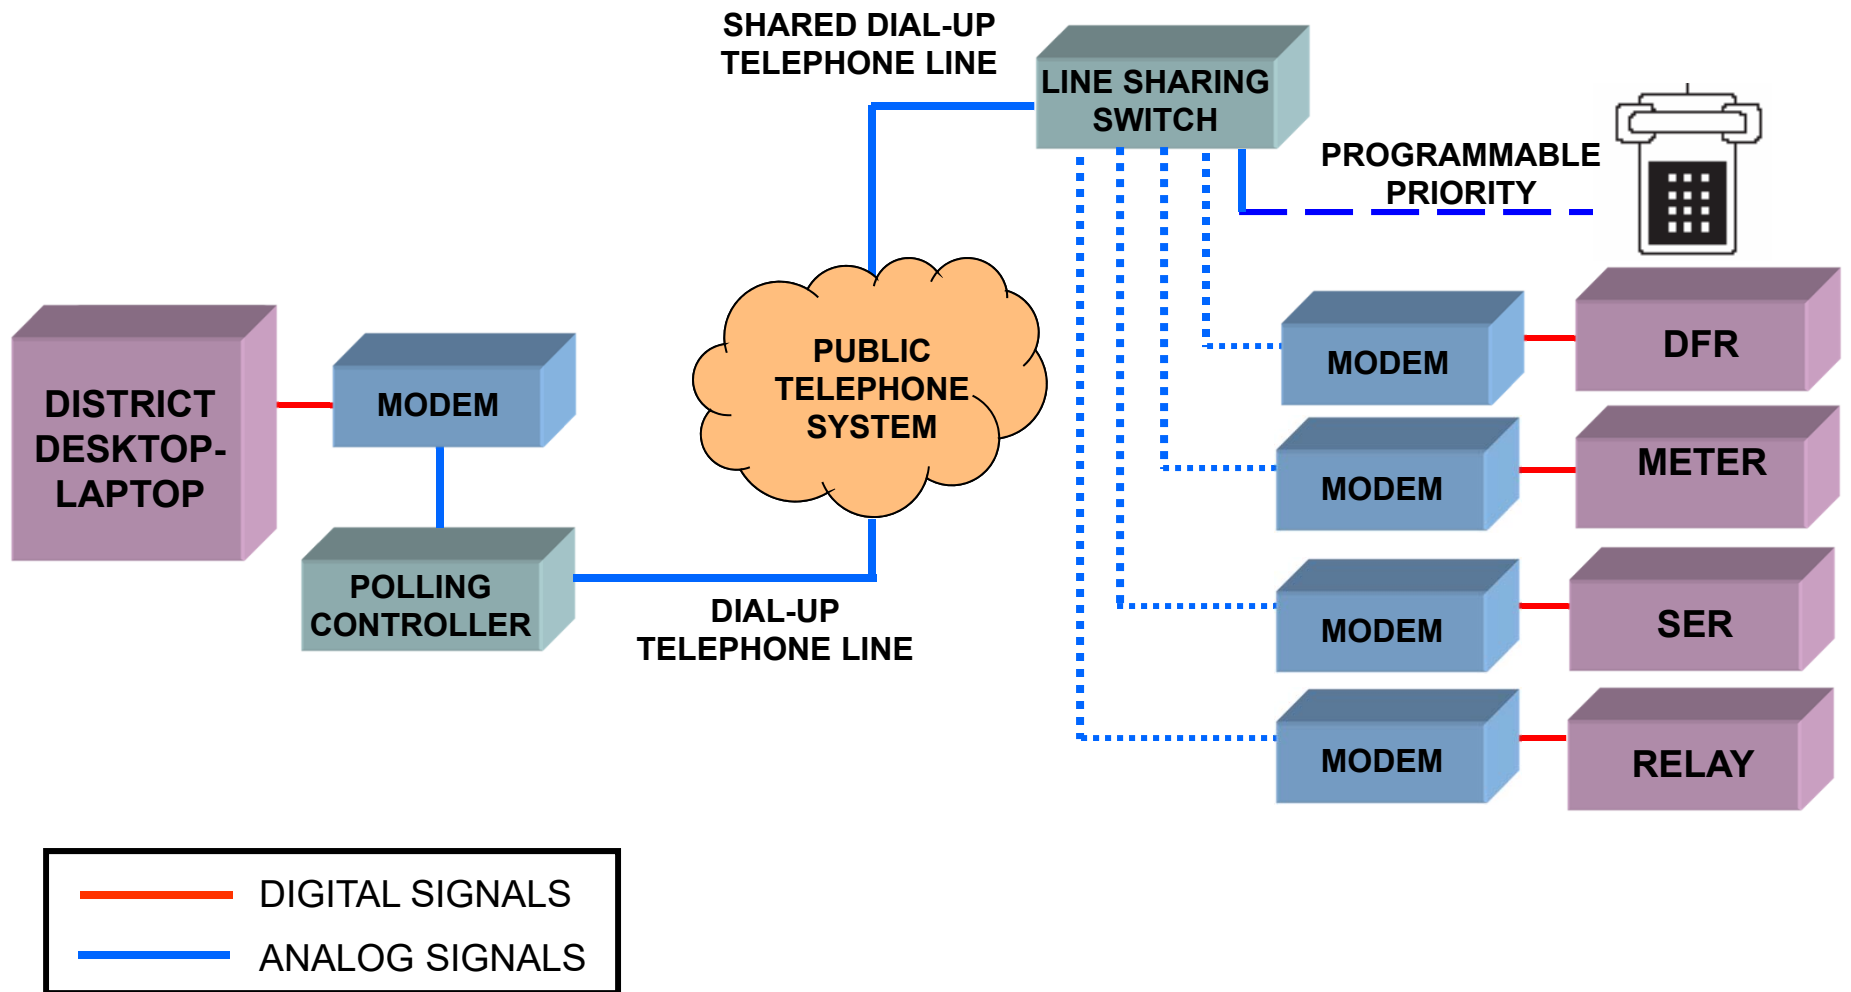 SHARED DIAL-UP
TELEPHONE LINE
LINE SHARING
SWITCH
PROGRAMMABLE
PRIORITY
DISTRICT
DESKTOP-
LAPTOP
MODEM
POLLING
CONTROLLER
PUBLIC
TELEPHONE
SYSTEM
DIAL-UP
TELEPHONE LINE
MODEM
DFR
MODEM
METER
MODEM
SER
MODEM
RELAY
DIGITAL SIGNALS
ANALOG SIGNALS